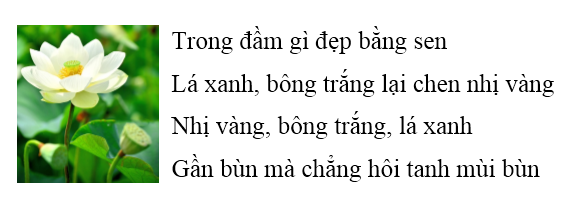 Trong đầm gì đẹp bằng sen
Lá xanh, bông trắng lại chen nhị vàng
Nhị vàng, bông trắng, lá xanh
Gần bùn mà chẳng hôi tanh mùi bùn